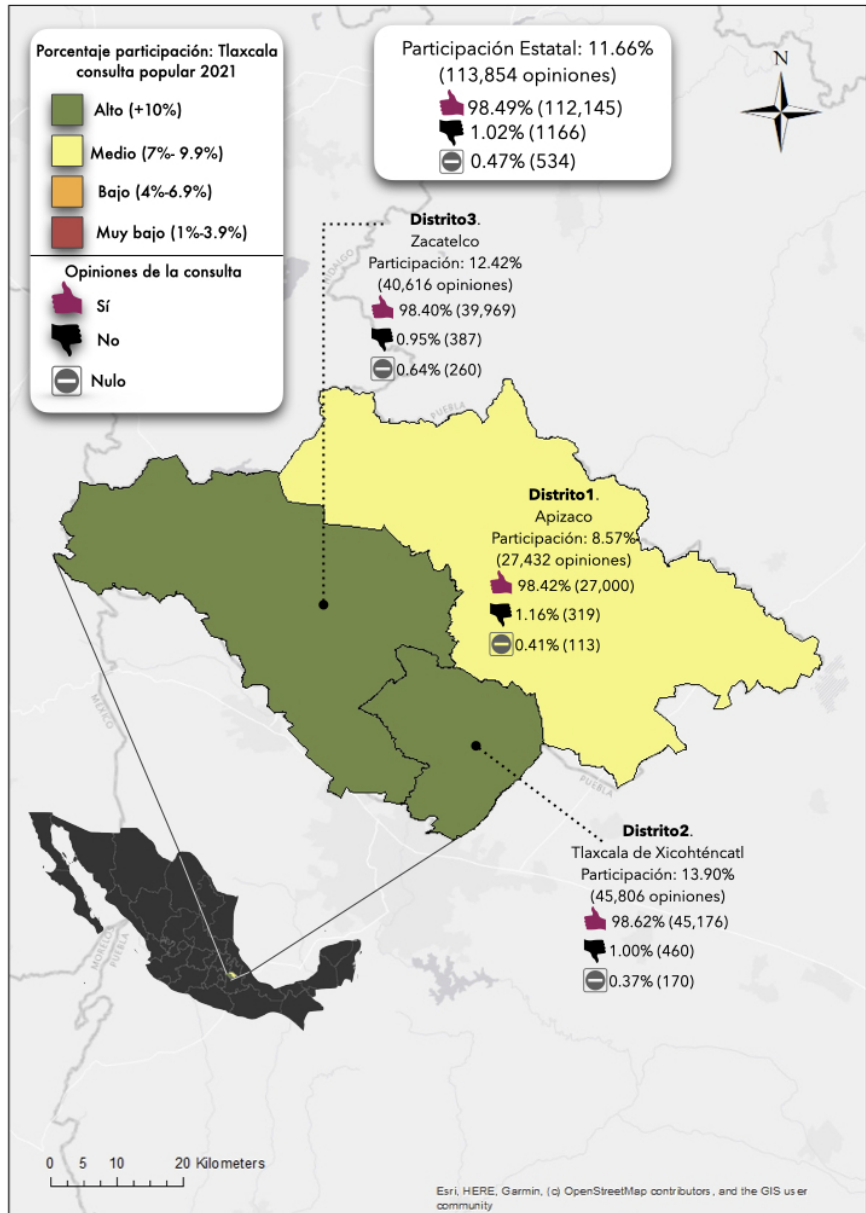 Porcentaje participación: Tlaxcala
consulta popular 2021
Alto (+10%)
Medio (7%- 9.9%)
Bajo (4%-6.9%)
Muy bajo (1%-3.9%)
Opiniones de la consulta
Sí
No
Nulo
Participación Estatal: 11.66%
(113,854 opiniones)
98.49% (112,145)
1.02% (1166)
0.47% (534)
N
Distrito3.
Zacatelco
Participación: 12.42%
(40,616 opiniones)
98.40% (39,969)
0.95% (387)
0.64% (260)
HIDALGO
PUEBLA
Distrito1.
Apizaco
Participación: 8.57%
(27,432 opiniones)
98.42% (27,000)
1.16% (319)
0.41% (113)
MÉXICO
PUEBLA
Distrito2.
Tlaxcala de Xicohténcatl
Participación: 13.90%
(45,806 opiniones)
98.62% (45,176)
1.00% (460)
0.37% (170)
MORELOS
PUEBLA
0 5 10 20 Kilometers
Esri, HERE, Garmin, (c) OpenStreetMap contributors, and the GIS user
community